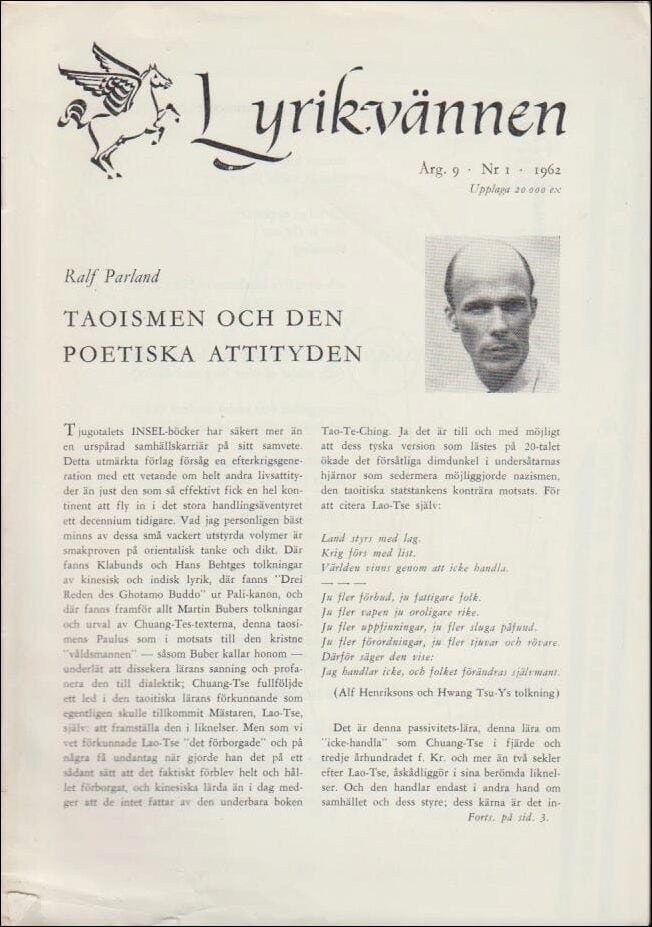 Lyrikvännen
Årg. 9 · Nr 1 · 1962
Upplaga 20 000 ex
Ralf Parland
TAOISMEN OCH DEN
POETISKA ATTITYDEN
Tjugotalets INSEL-böcker har säkert mer än
en urspårad samhällskarriär på sitt samvete.
Detta utmärkta förlag försåg en efterkrigsgene-
ration med ett vetande om helt andra livsattity-
der än just den som så effektivt fick en hel kon-
tinent att fly in i det stora handlingsäventyret
ett decennium tidigare. Vad jag personligen bäst
minns av dessa små vackert utstyrda volymer är
smakproven på orientalisk tanke och dikt. Där
fanns Klabunds och Hans Behtges tolkningar
av kinesisk och indisk lyrik, där fanns "Drei
Reden des Ghotamo Buddo" ur Pali-kanon, och
där fanns framför allt Martin Bubers tolkningar
och urval av Chuang-Tes-texterna, denna taois-
mens Paulus som i motsats till den kristne
"våldsmannen" — såsom Buber kallar honom —
underlät att dissekera lärans sanning och profa-
nera den till dialektik; Chuang-Tse fullföljde
ett led i den taoitiska lärans förkunnande som
egentligen skulle tillkommit Mästaren, Lao-Tse,
själv: att framställa den i liknelser. Men som vi
vet förkunnade Lao-Tse "det förborgade" och på
några få undantag när gjorde han det på ett
sådant sätt att det faktiskt förblev helt och hål-
let förborgat, och kinesiska lärda än i dag med-
ger att de intet fattar av den underbara boken
Tao-Te-Ching. Ja det är till och med möjligt
att dess tyska version som lästes på 20-talet
ökade det försåtliga dimdunkel i undersåtarnas
hjärnor som sedermera möjliggjorde nazismen,
den taoitiska statstankens konträra motsats. För
att citera Lao-Tse själv:
Land styrs med lag.
Krig förs med list.
Världen vinns genom att icke handla.
— — —
Ju fler förbud, ju fattigare folk.
Ju fler vapen ju oroligare rike.
Ju fler uppfinningar, ju fler sluga påfund.
Ju fler förordningar, ju fler tjuvar och rövare.
Därför säger den vise:
Jag handlar icke, och folket förändras självmant.
(Alf Henriksons och Hwang Tsu-Ys tolkning)
Det är denna passivitets-lära, denna lära om
"icke-handla" som Chuang-Tse i fjärde och
tredje århundradet f. Kr. och mer än två sekler
efter Lao-Tse, åskådliggör i sina berömda liknel-
ser. Och den handlar endast i andra hand om
samhället och dess styre; dess kärna är det in-
Forts. på sid. 3.